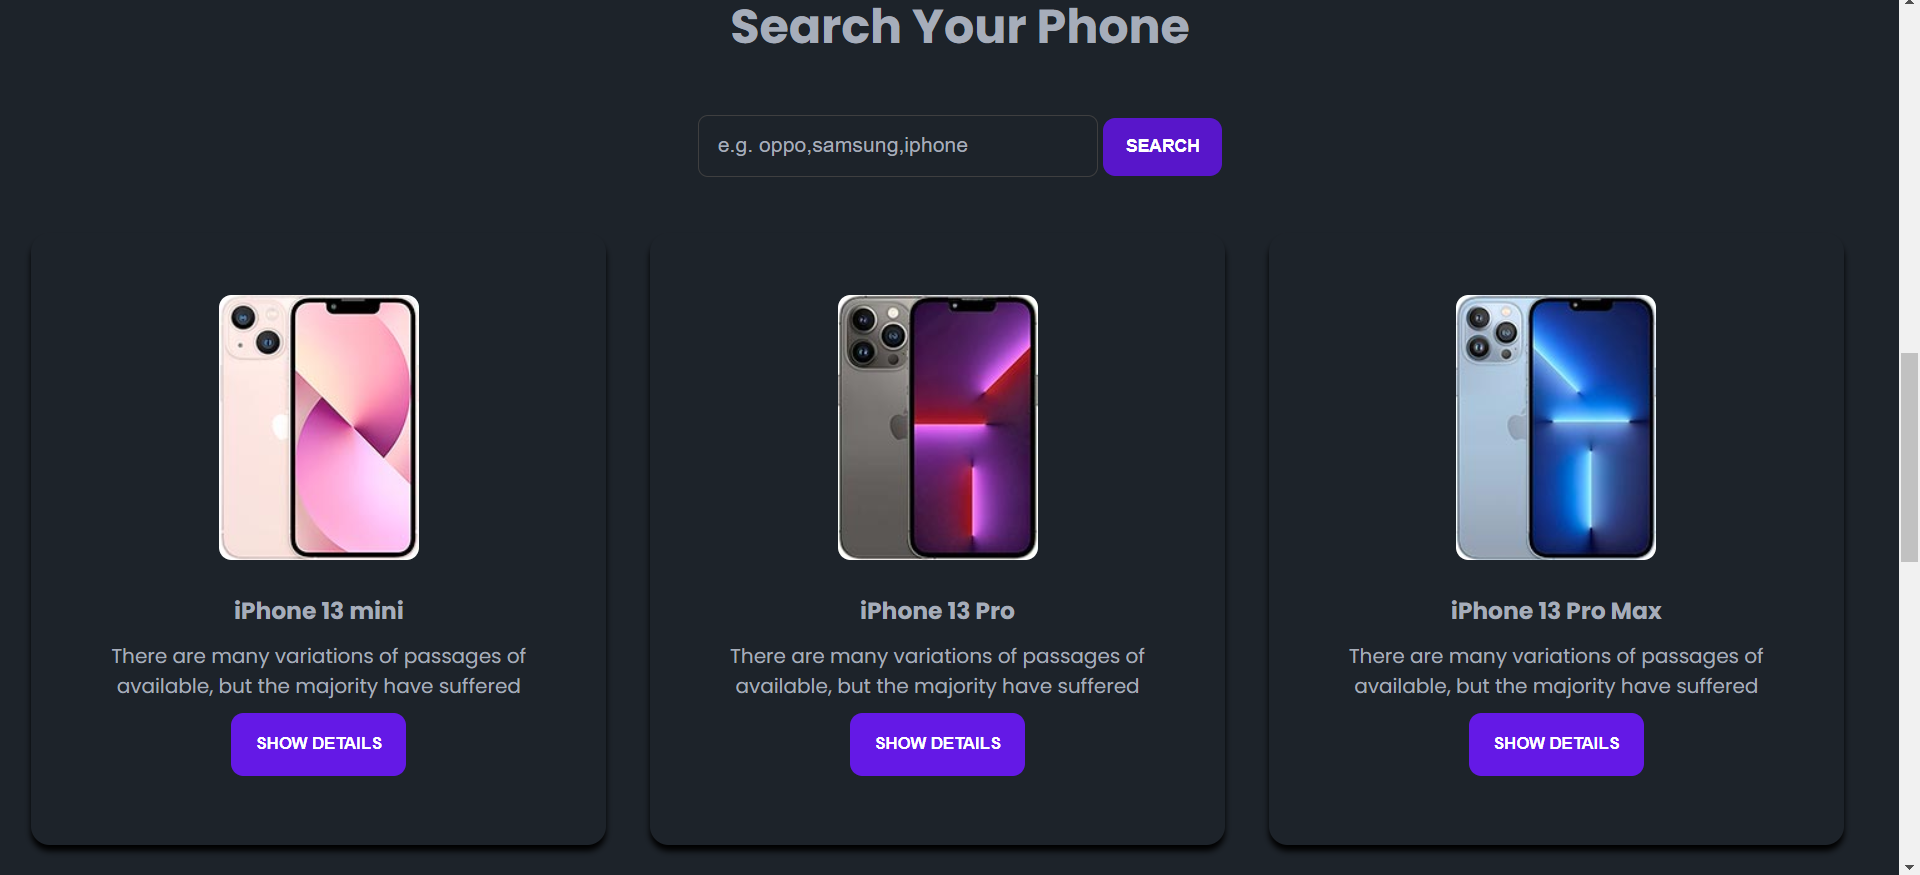 Search Your Phone
e.g. oppo,samsung,iphone
SEARCH
iPhone 13 mini
There are many variations of passages of
available, but the majority have suffered
SHOW DETAILS
iPhone 13 Pro
There are many variations of passages of
available, but the majority have suffered
SHOW DETAILS
iPhone 13 Pro Max
There are many variations of passages of
available, but the majority have suffered
SHOW DETAILS